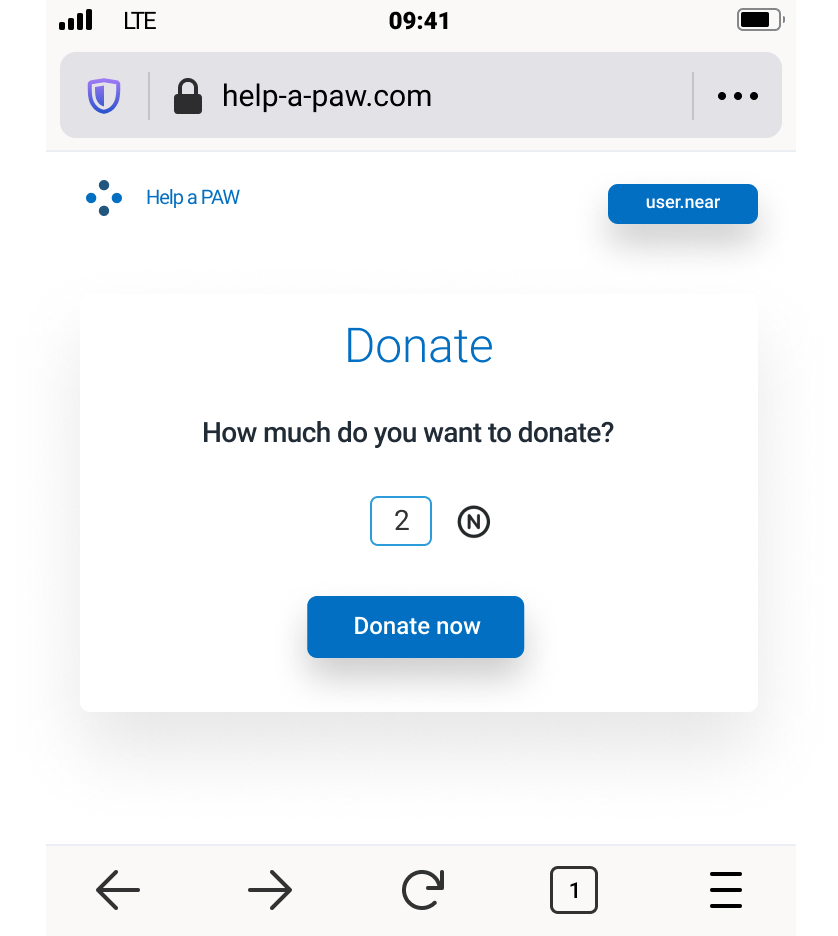 LTE 09:41
help-a-paw.com
Help a PAW user.near
Donate
How much do you want to donate?
2 N
Donate now
1